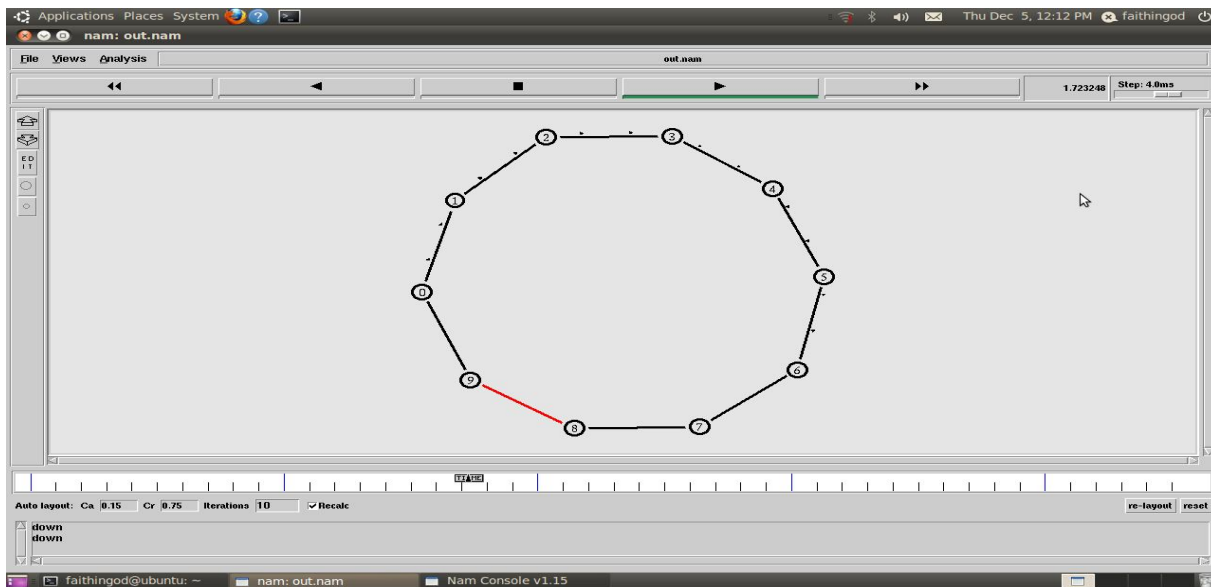 Applications Places System Thu Dec 5, 12:12 PM faithingod
nam: out.nam
File Views Analysis out.nam
1.723248 Step: 4.0ms
2 3
ED
IT
1 4
5
0
6
9
8 7
TIME
Auto layout: Ca 0.15 Cr 0.75 Iterations 10 Recalc re-layout reset
down
down
faithingod@ubuntu: ~ nam: out.nam Nam Console v1.15